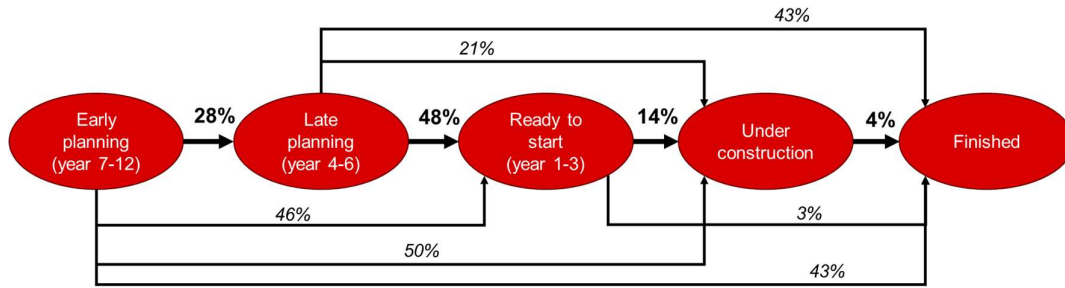 43%
21%
Early
planning
(year 7-12)
28%
Late
planning
(year 4-6)
48%
Ready to
start
(year 1-3)
14%
Under
construction
4%
Finished
46%
3%
50%
43%